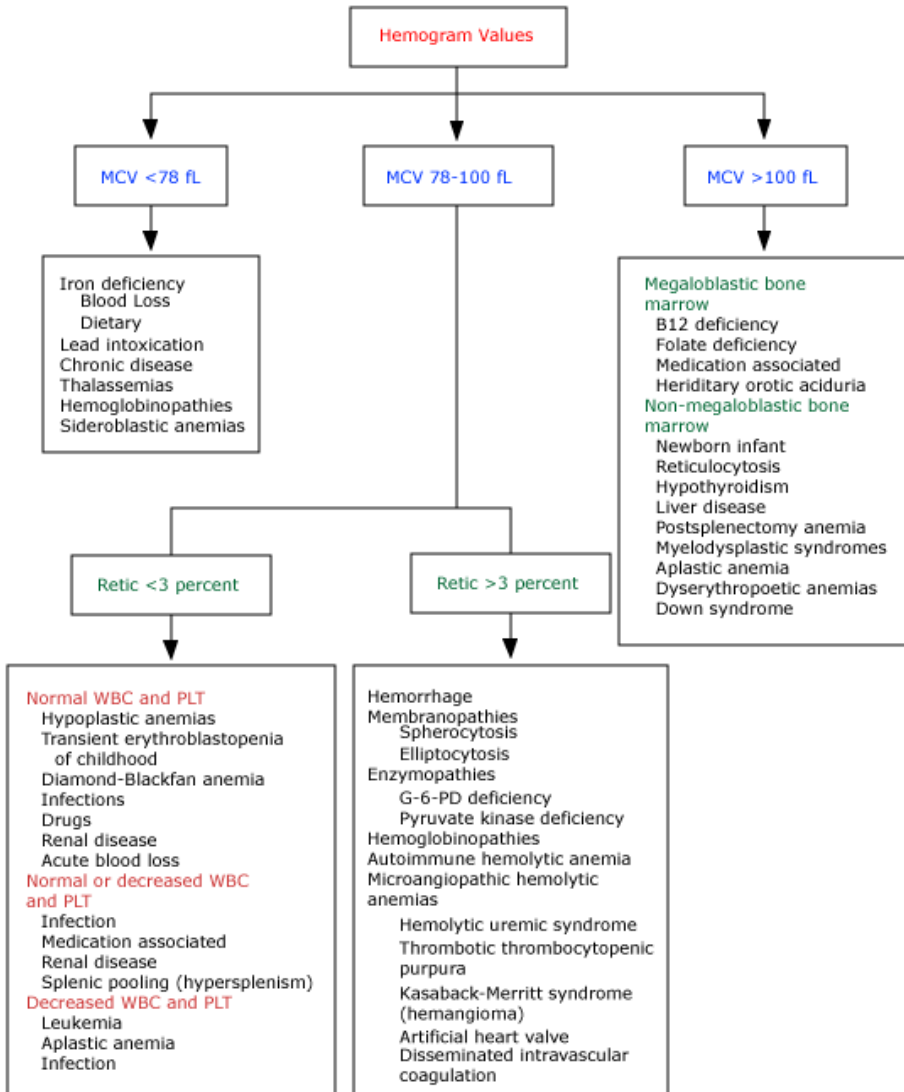 Hemogram Values
MCV <78 fL
MCV 78-100 fL
MCV >100 fL
Iron deficiency
Blood Loss
Dietary
Lead intoxication
Chronic disease
Thalassemias
Hemoglobinopathies
Sideroblastic anemias
Megaloblastic bone
marrow
B12 deficiency
Folate deficiency
Medication associated
Heriditary orotic aciduria
Non-megaloblastic bone
marrow
Newborn infant
Reticulocytosis
Hypothyroidism
Liver disease
Postsplenectomy anemia
Myelodysplastic syndromes
Aplastic anemia
Dyserythropoetic anemias
Down syndrome
Retic <3 percent
Retic >3 percent
Normal WBC and PLT
Hypoplastic anemias
Transient erythroblastopenia
of childhood
Diamond-Blackfan anemia
Infections
Drugs
Renal disease
Acute blood loss
Normal or decreased WBC
and PLT
Infection
Medication associated
Renal disease
Splenic pooling (hypersplenism)
Decreased WBC and PLT
Leukemia
Aplastic anemia
Infection
Hemorrhage
Membranopathies
Spherocytosis
Elliptocytosis
Enzymopathies
G-6-PD deficiency
Pyruvate kinase deficiency
Hemoglobinopathies
Autoimmune hemolytic anemia
Microangiopathic hemolytic
anemias
Hemolytic uremic syndrome
Thrombotic thrombocytopenic
purpura
Kasaback-Merritt syndrome
(hemangioma)
Artificial heart valve
Disseminated intravascular
coagulation